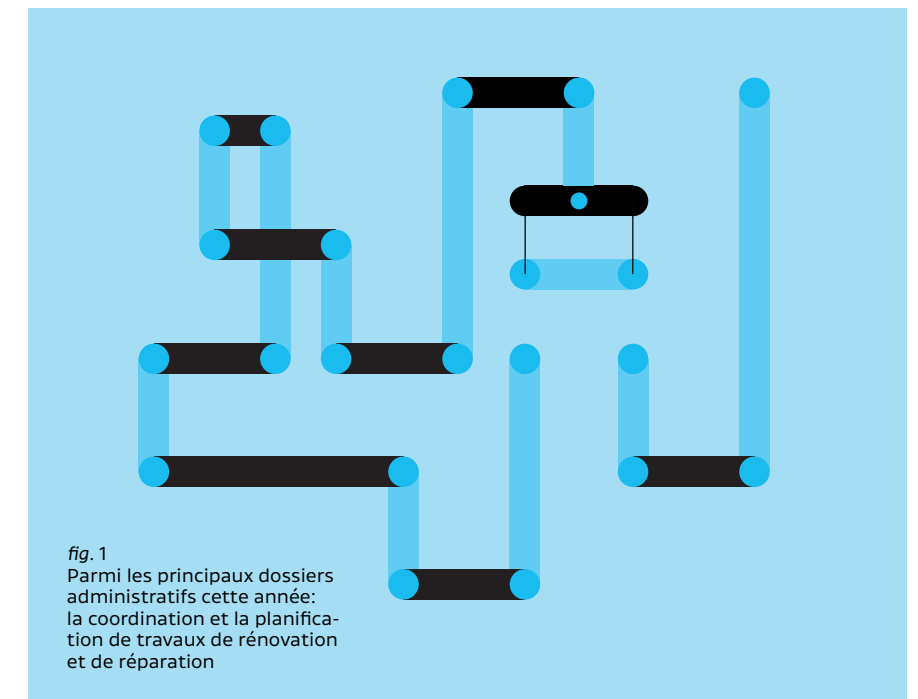 fig. 1
Parmi les principaux dossiers
administratifs cette année:
la coordination et la planifica-
tion de travaux de rénovation
et de réparation